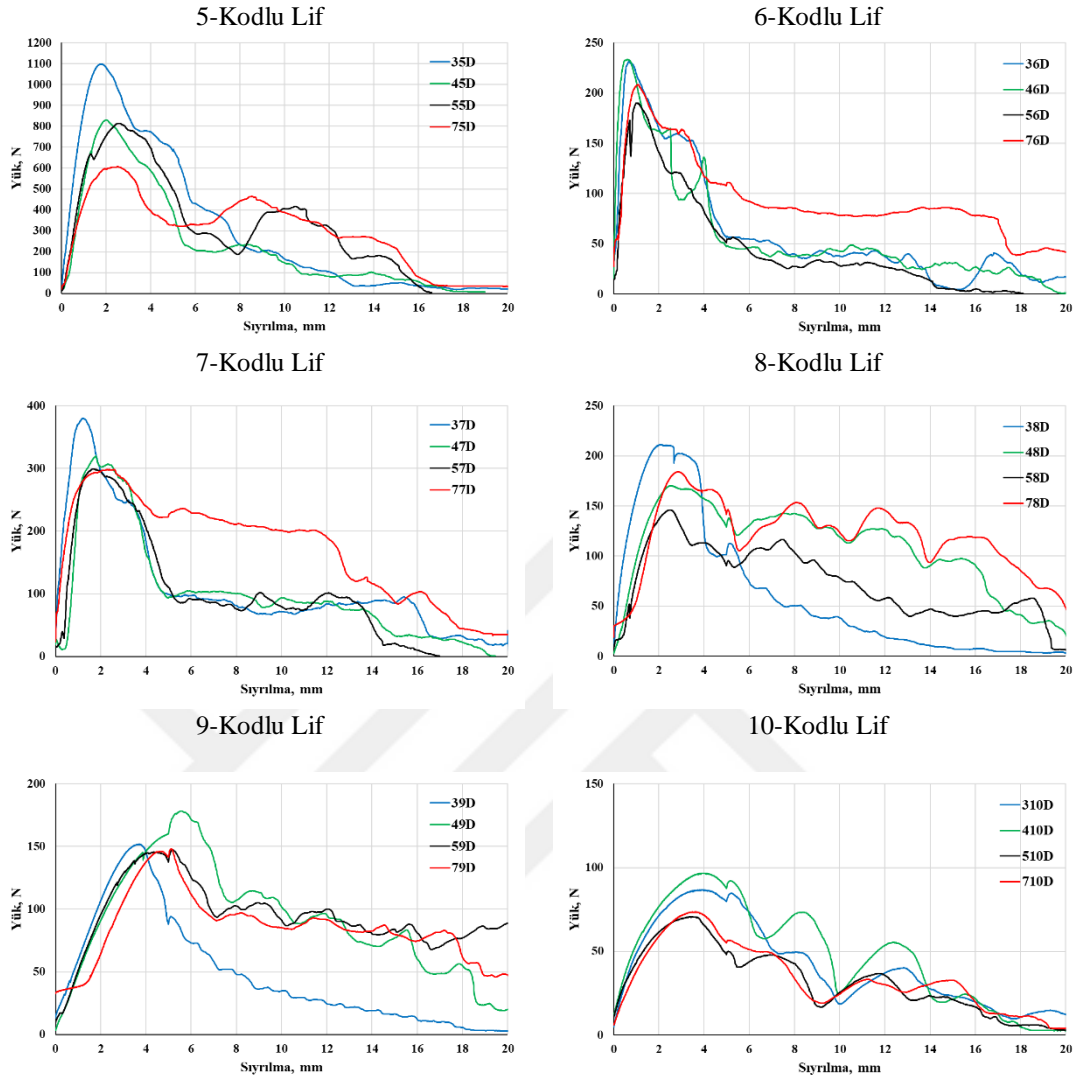 5-Kodlu Lif
1200
1100
1000
900
800
700
600
500
400
300
200
100
0
0 2 4 6 8 10 12 14 16 18 20
Yük, N
Sıyrılma, mm
35D
45D
55D
75D
6-Kodlu Lif
250
200
150
100
50
0
0 2 4 6 8 10 12 14 16 18 20
Yük, N
Sıyrılma, mm
36D
46D
56D
76D
7-Kodlu Lif
400
300
200
100
0
0 2 4 6 8 10 12 14 16 18 20
Yük, N
Sıyrılma, mm
37D
47D
57D
77D
8-Kodlu Lif
250
200
150
100
50
0
0 2 4 6 8 10 12 14 16 18 20
Yük, N
Sıyrılma, mm
38D
48D
58D
78D
9-Kodlu Lif
200
150
100
50
0
0 2 4 6 8 10 12 14 16 18 20
Yük, N
Sıyrılma, mm
39D
49D
59D
79D
10-Kodlu Lif
150
100
50
0
0 2 4 6 8 10 12 14 16 18 20
Yük, N
Sıyrılma, mm
310D
410D
510D
710D